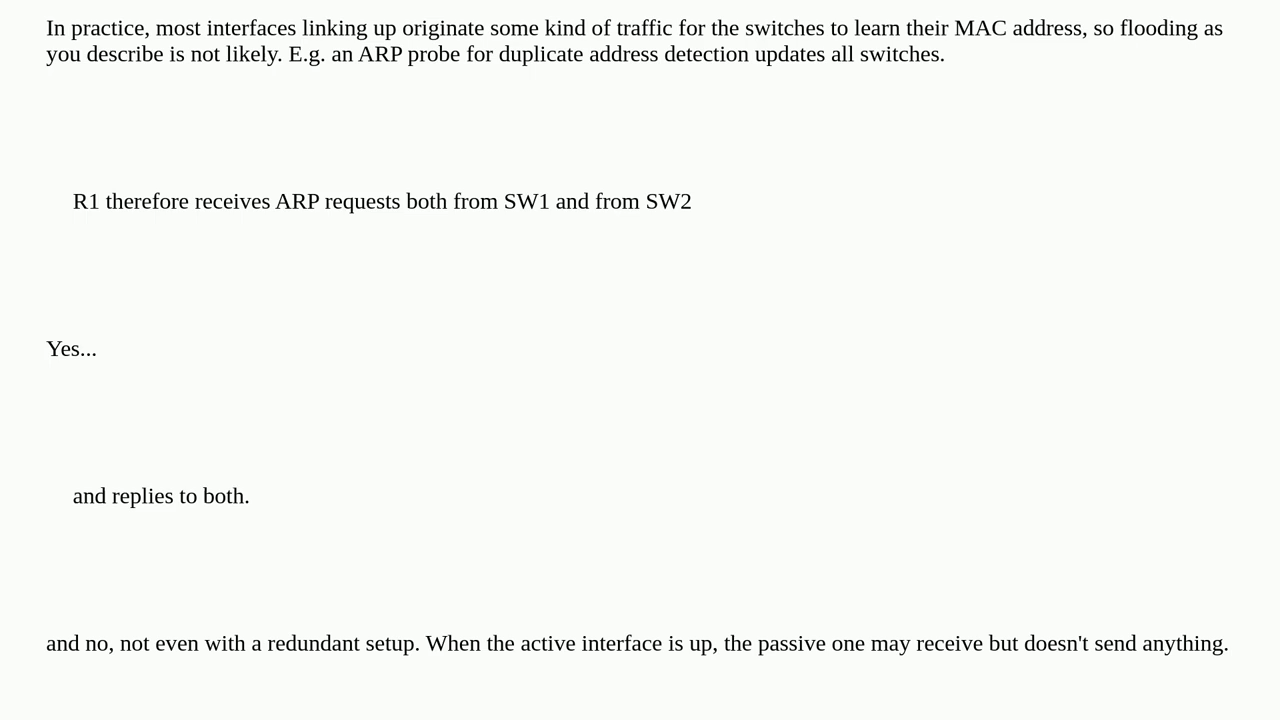 In practice, most interfaces linking up originate some kind of traffic for the switches to learn their MAC address, so flooding as
you describe is not likely. E.g. an ARP probe for duplicate address detection updates all switches.
R1 therefore receives ARP requests both from SW1 and from SW2
Yes...
and replies to both.
and no, not even with a redundant setup. When the active interface is up, the passive one may receive but doesn't send anything.